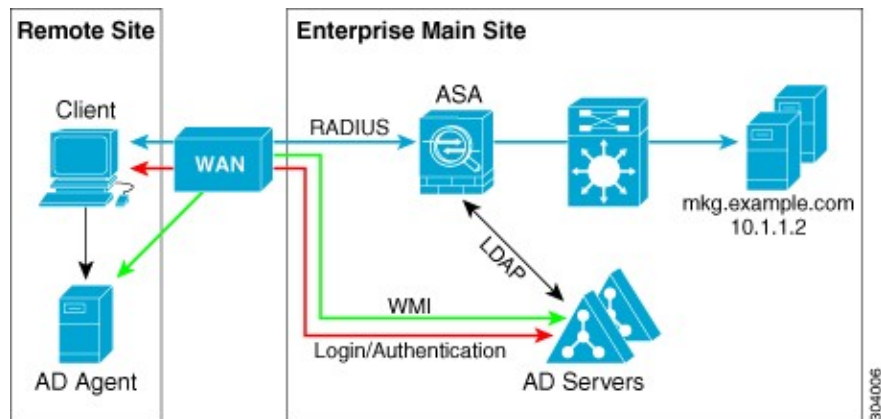 Remote Site
Enterprise Main Site
Client
ASA
RADIUS
WAN
mkg.example.com
10.1.1.2
LDAP
WMI
Login/Authentication
AD Agent
AD Servers
304006